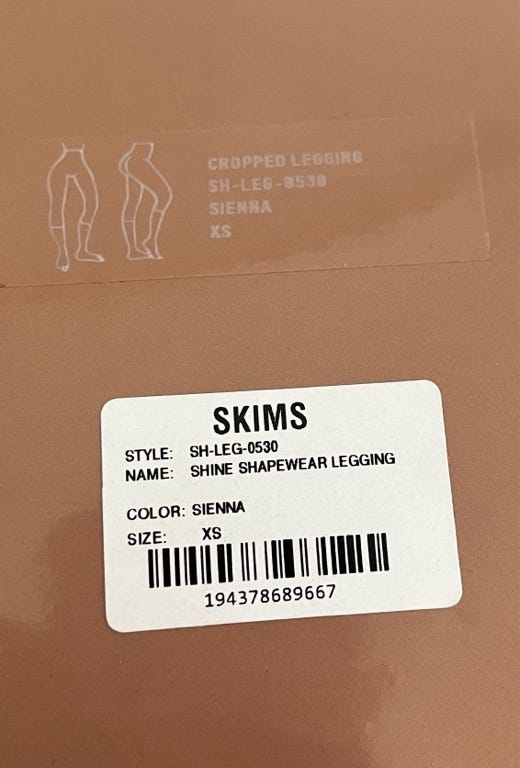 CROPPED LEGGING
SH-LEG-0530
SIENNA
XS
SKIMS
STYLE: SH-LEG-0530
NAME: SHINE SHAPEWEAR LEGGING
COLOR: SIENNA
SIZE: XS
194378689667